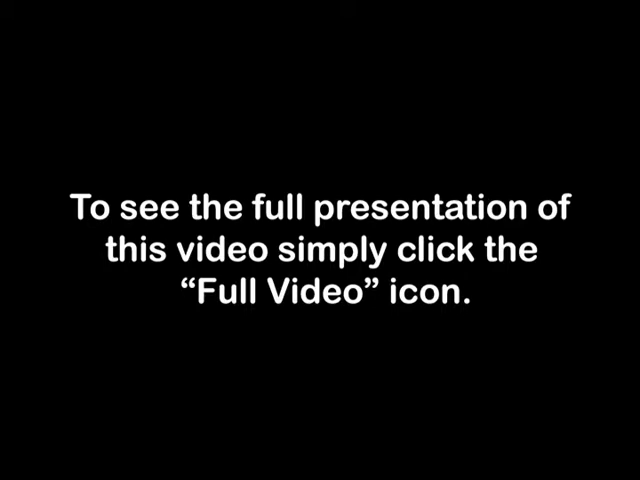 To see the full presentation of
this video simply click the
“Full Video” icon.